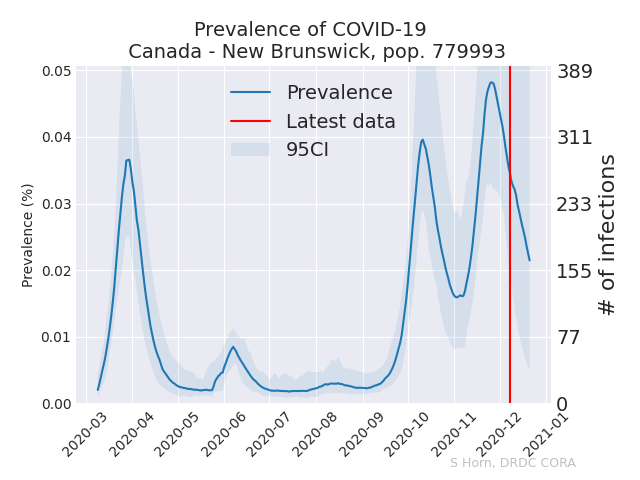 Prevalence of COVID-19
Canada - New Brunswick, pop. 779993
Prevalence
Latest data
95CI
Prevalence (%)
0.05
0.04
0.03
0.02
0.01
0.00
389
311
233
155
77
0
# of infections
2020-03
2020-04
2020-05
2020-06
2020-07
2020-08
2020-09
2020-10
2020-11
2020-12
2021-01
S Horn, DRDC CORA